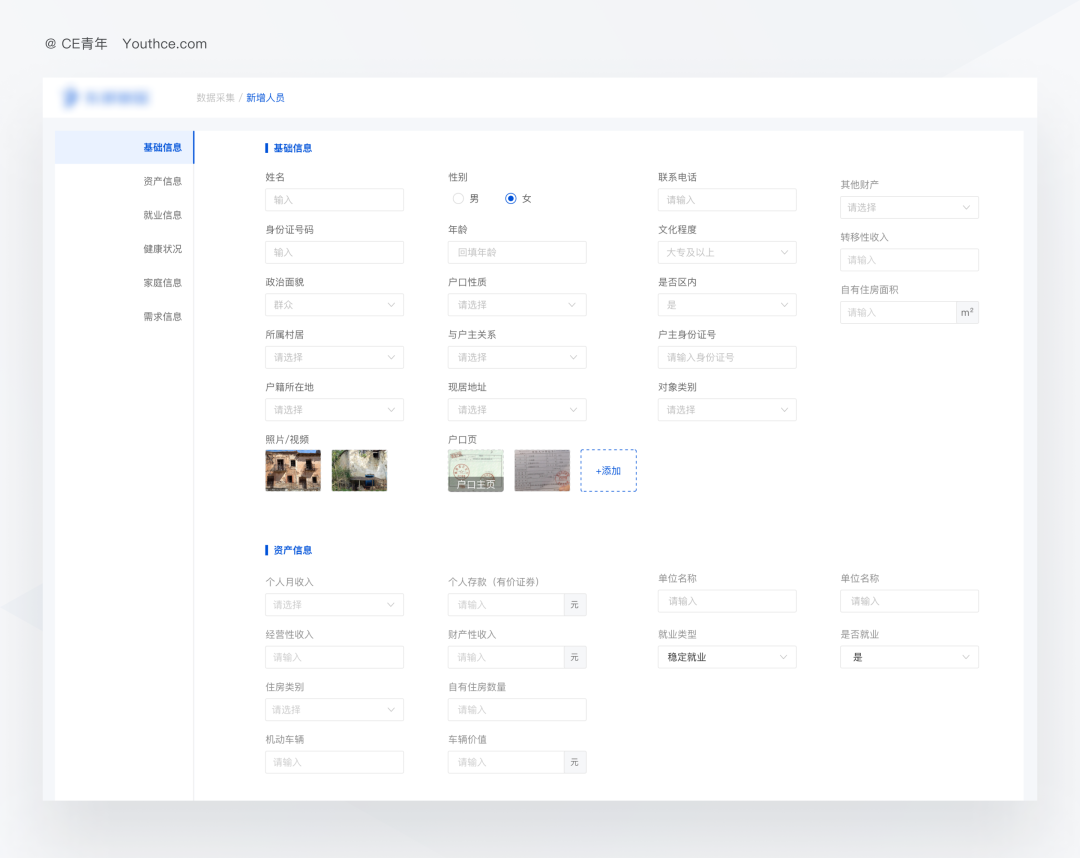 @ CE青年 Youthce.com
数据采集 / 新增人员
基础信息
资产信息
就业信息
健康状况
家庭信息
需求信息
基础信息
姓名 性别 联系电话 其他财产
输入 男 女 请输入 请选择
身份证号码 年龄 文化程度 转移性收入
输入 回填年龄 大专及以上 请输入
政治面貌 户口性质 是否区内 自有住房面积
群众 请选择 是 请输入 m²
所属村居 与户主关系 户主身份证号
请选择 请选择 请输入身份证号
户籍所在地 现居地址 对象类别
请选择 请选择 请选择
照片/视频 户口页
户口主页 +添加
资产信息
个人月收入 个人存款（有价证券） 单位名称 单位名称
请选择 请输入 元 请输入 请输入
经营性收入 财产性收入 就业类型 是否就业
请输入 请输入 元 稳定就业 是
住房类别 自有住房数量
请选择 请输入
机动车辆 车辆价值
请输入 请输入 元